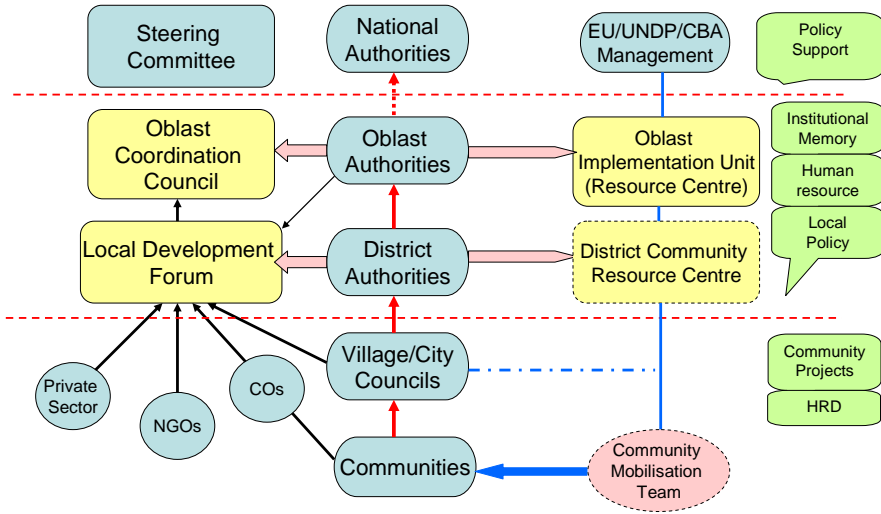 Steering
Committee
National
Authorities
EU/UNDP/CBA
Management
Policy
Support
Oblast
Coordination
Council
Oblast
Authorities
Oblast
Implementation Unit
(Resource Centre)
Institutional
Memory
Human
resource
Local
Policy
Local Development
Forum
District
Authorities
District Community
Resource Centre
Private
Sector
NGOs
COs
Village/City
Councils
Community
Projects
HRD
Communities
Community
Mobilisation
Team